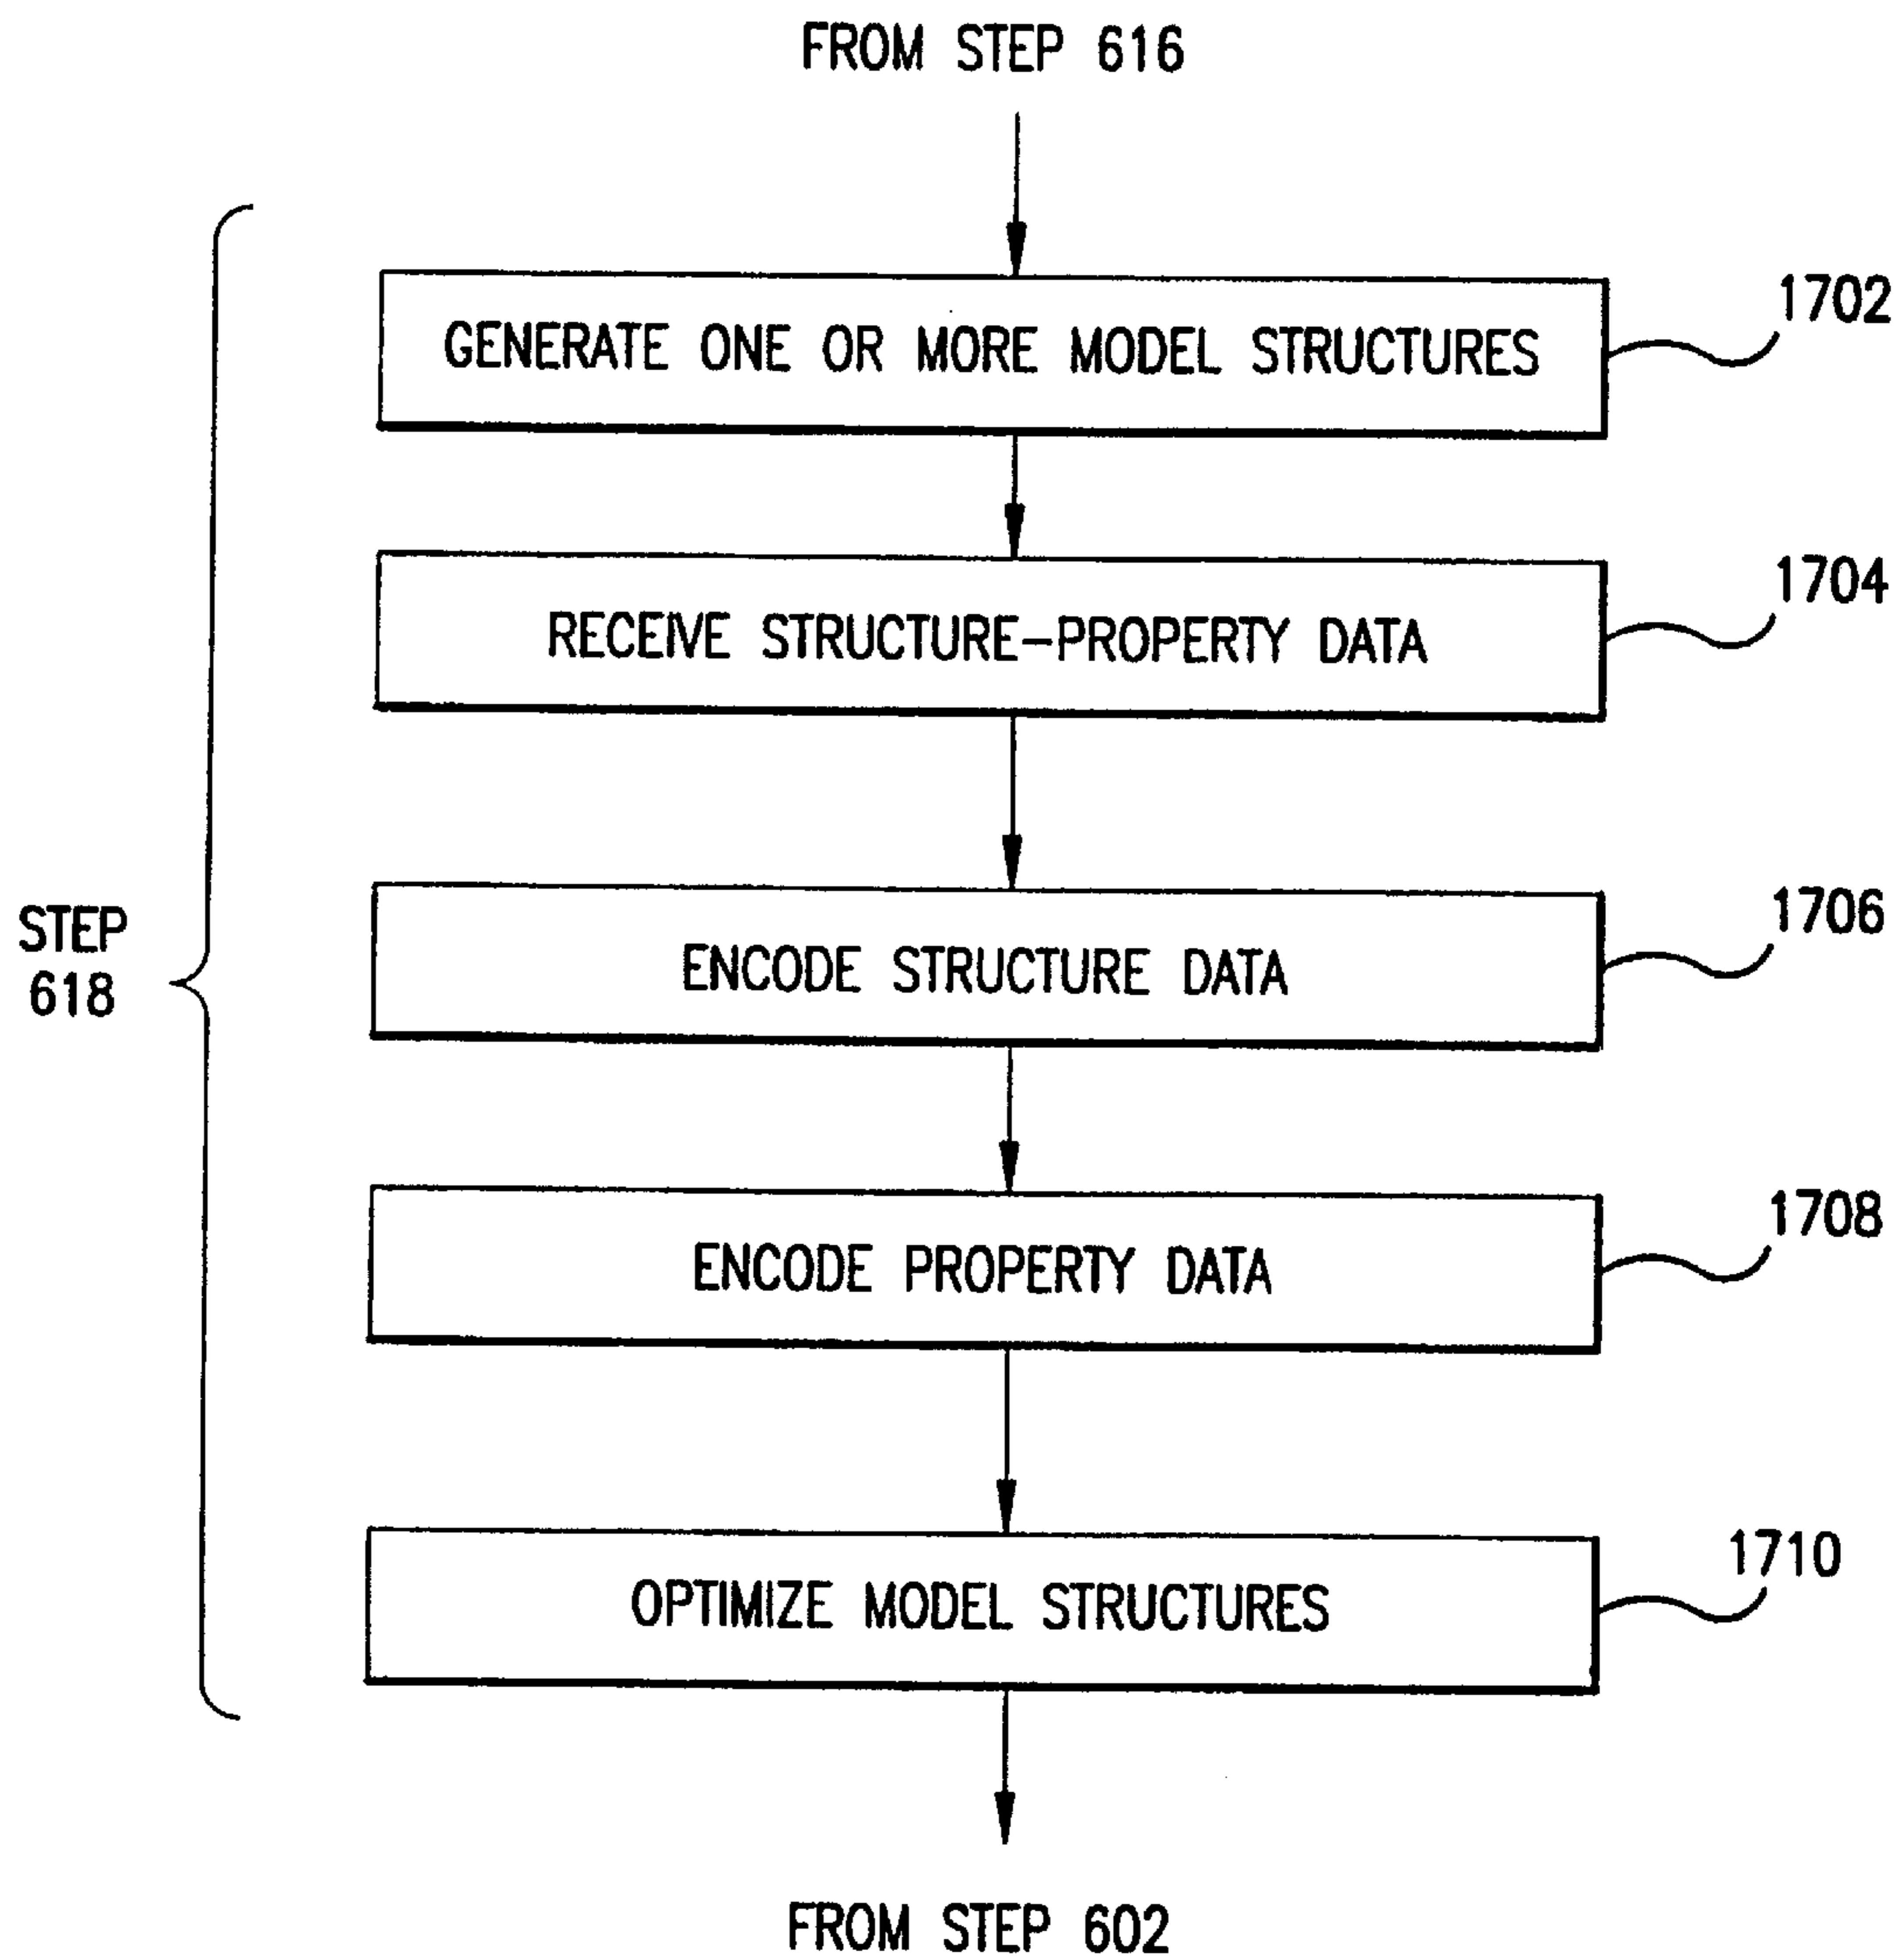 FROM STEP 616
GENERATE ONE OR MORE MODEL STRUCTURES
1702
RECEIVE STRUCTURE-PROPERTY DATA
1704
STEP
618
ENCODE STRUCTURE DATA
1706
ENCODE PROPERTY DATA
1708
OPTIMIZE MODEL STRUCTURES
1710
FROM STEP 602